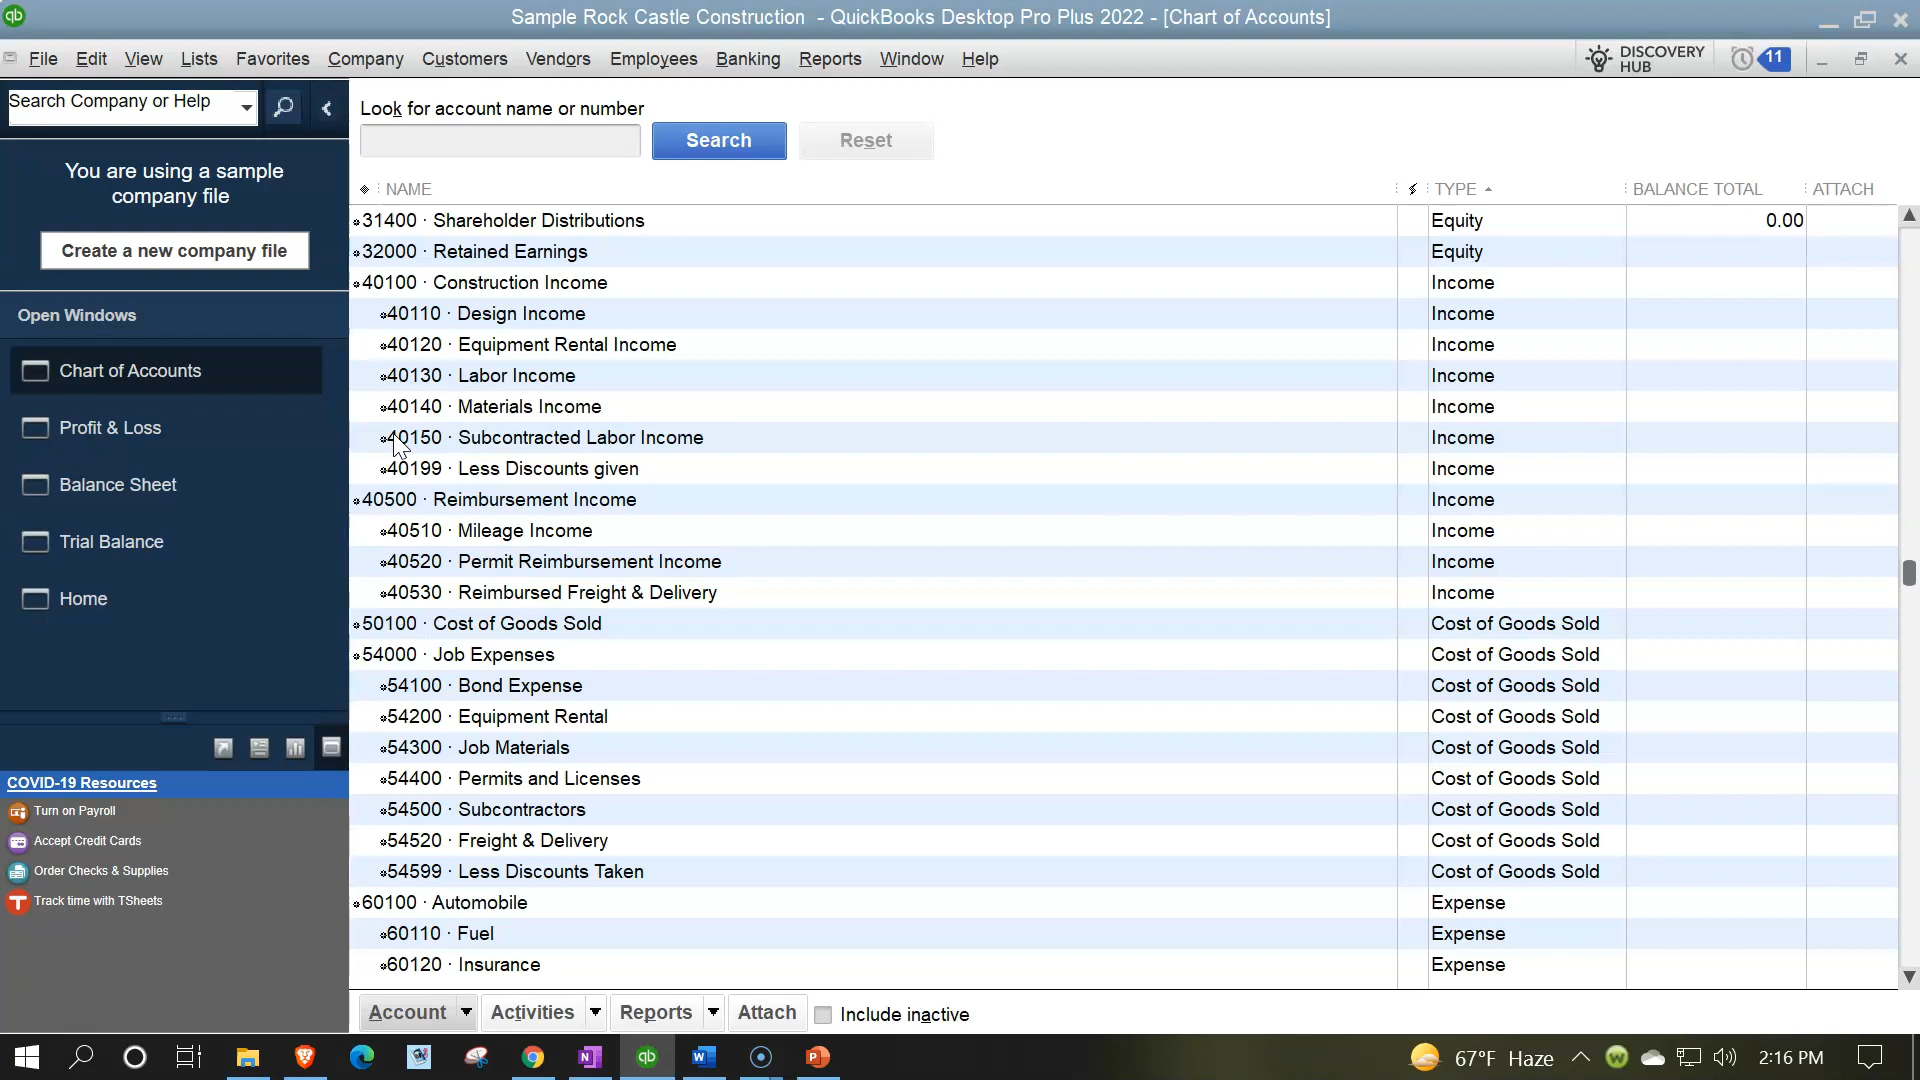 Sample Rock Castle Construction - QuickBooks Desktop Pro Plus 2022 - [Chart of Accounts]
File Edit View Lists Favorites Company Customers Vendors Employees Banking Reports Window Help
DISCOVERY
HUB
11
Search Company or Help
You are using a sample
company file
Create a new company file
Open Windows
Chart of Accounts
Profit & Loss
Balance Sheet
Trial Balance
Home
COVID-19 Resources
Turn on Payroll
Accept Credit Cards
Order Checks & Supplies
Track time with TSheets
Look for account name or number
Search Reset
NAME TYPE BALANCE TOTAL ATTACH
31400 · Shareholder Distributions Equity 0.00
32000 · Retained Earnings Equity
40100 · Construction Income Income
40110 · Design Income Income
40120 · Equipment Rental Income Income
40130 · Labor Income Income
40140 · Materials Income Income
40150 · Subcontracted Labor Income Income
40199 · Less Discounts given Income
40500 · Reimbursement Income Income
40510 · Mileage Income Income
40520 · Permit Reimbursement Income Income
40530 · Reimbursed Freight & Delivery Income
50100 · Cost of Goods Sold Cost of Goods Sold
54000 · Job Expenses Cost of Goods Sold
54100 · Bond Expense Cost of Goods Sold
54200 · Equipment Rental Cost of Goods Sold
54300 · Job Materials Cost of Goods Sold
54400 · Permits and Licenses Cost of Goods Sold
54500 · Subcontractors Cost of Goods Sold
54520 · Freight & Delivery Cost of Goods Sold
54599 · Less Discounts Taken Cost of Goods Sold
60100 · Automobile Expense
60110 · Fuel Expense
60120 · Insurance Expense
Account Activities Reports Attach Include inactive
67°F Haze 2:16 PM